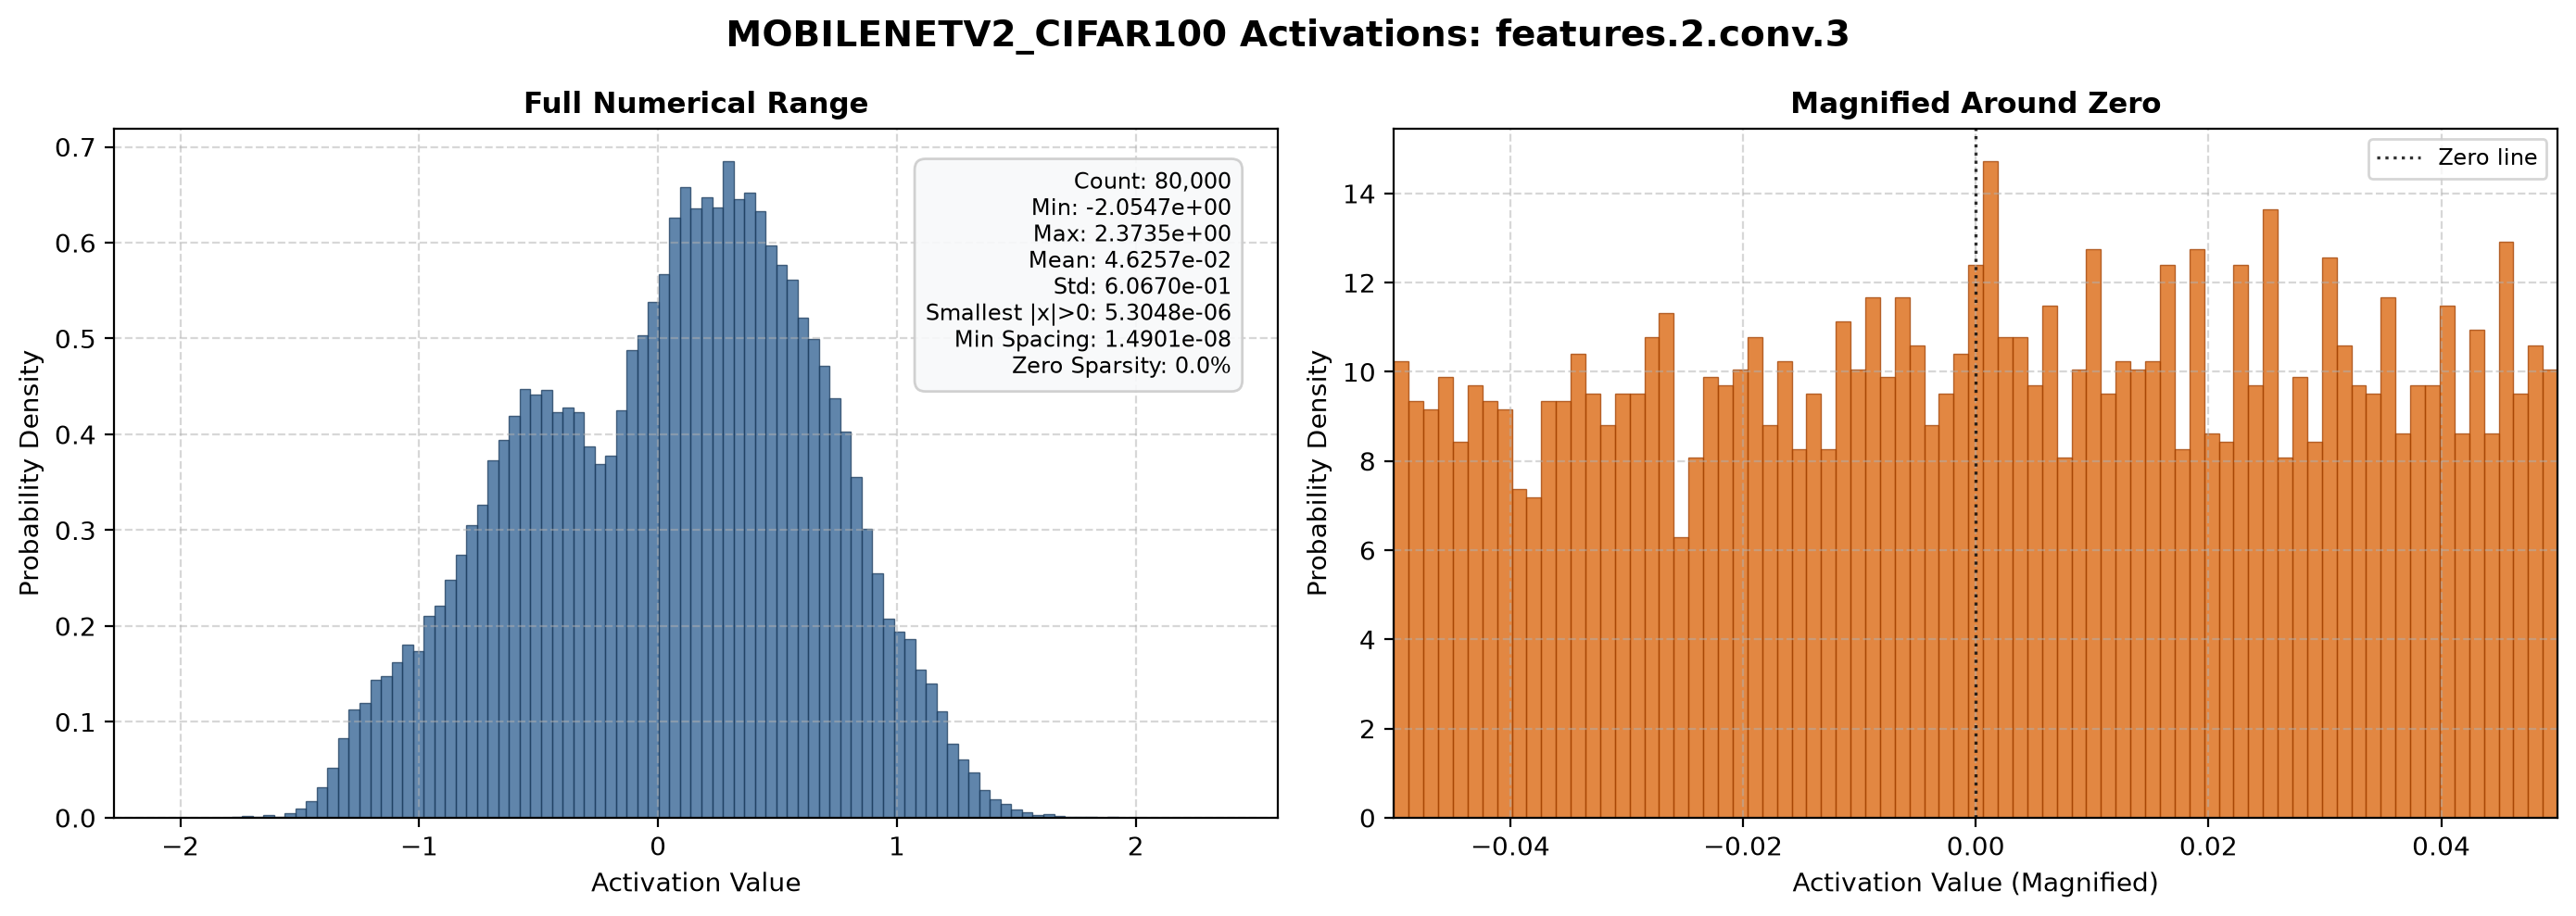 MOBILENETV2_CIFAR100 Activations: features.2.conv.3
Full Numerical Range
Probability Density
0.7
0.6
0.5
0.4
0.3
0.2
0.1
0.0
Count: 80,000
Min: -2.0547e+00
Max: 2.3735e+00
Mean: 4.6257e-02
Std: 6.0670e-01
Smallest |x|>0: 5.3048e-06
Min Spacing: 1.4901e-08
Zero Sparsity: 0.0%
−2 −1 0 1 2
Activation Value
Magnified Around Zero
Probability Density
14
12
10
8
6
4
2
0
Zero line
−0.04 −0.02 0.00 0.02 0.04
Activation Value (Magnified)